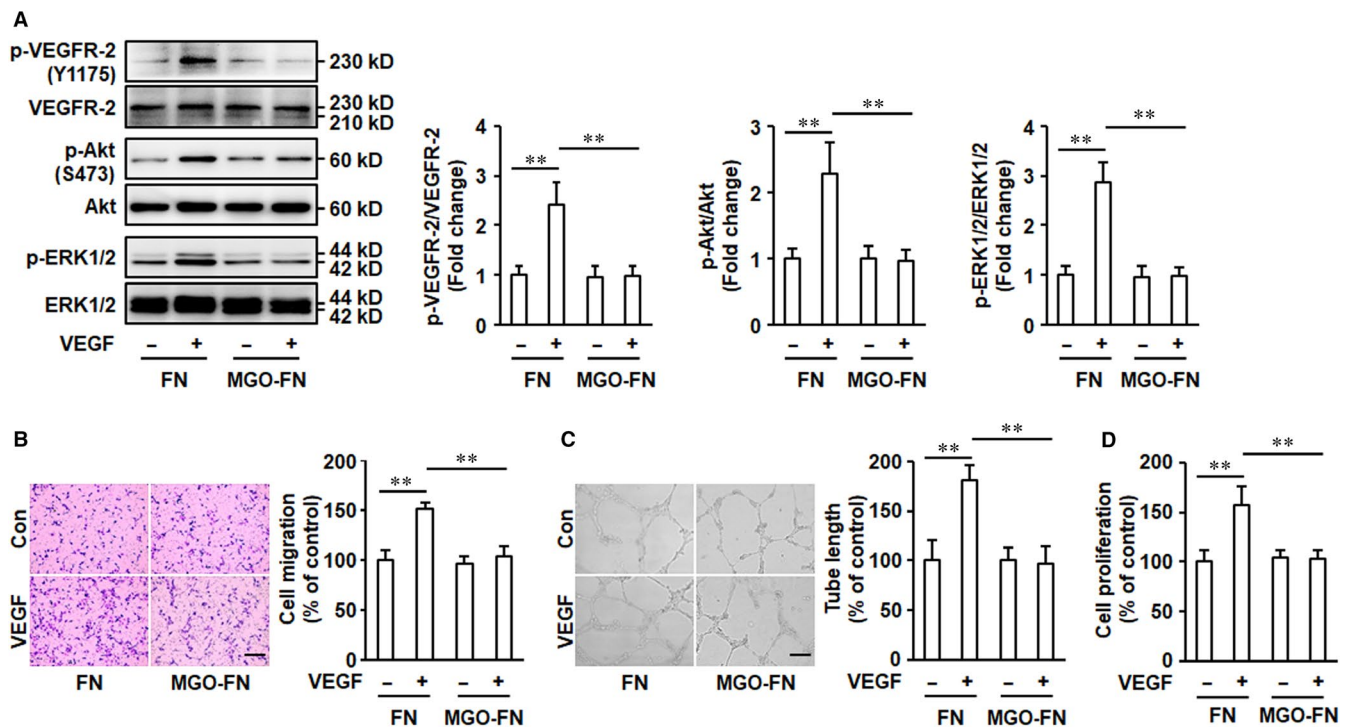 A
p-VEGFR-2
(Y1175)
230 kD
VEGFR-2
230 kD
210 kD
p-Akt
(S473)
60 kD
Akt
60 kD
p-ERK1/2
44 kD
42 kD
ERK1/2
44 kD
42 kD
VEGF
– + – +
FN MGO-FN
p-VEGFR-2/VEGFR-2
(Fold change)
4
3
2
1
0
** **
– + – +
FN MGO-FN
p-Akt/Akt
(Fold change)
3
2
1
0
** **
– + – +
FN MGO-FN
p-ERK1/2/ERK1/2
(Fold change)
4
3
2
1
0
** **
– + – +
FN MGO-FN
B
Con
VEGF
FN MGO-FN
Cell migration
(% of control)
200
150
100
50
0
** **
VEGF – + – +
FN MGO-FN
C
Con
VEGF
FN MGO-FN
Tube length
(% of control)
200
150
100
50
0
** **
VEGF – + – +
FN MGO-FN
D
Cell proliferation
(% of control)
200
150
100
50
0
** **
VEGF – + – +
FN MGO-FN